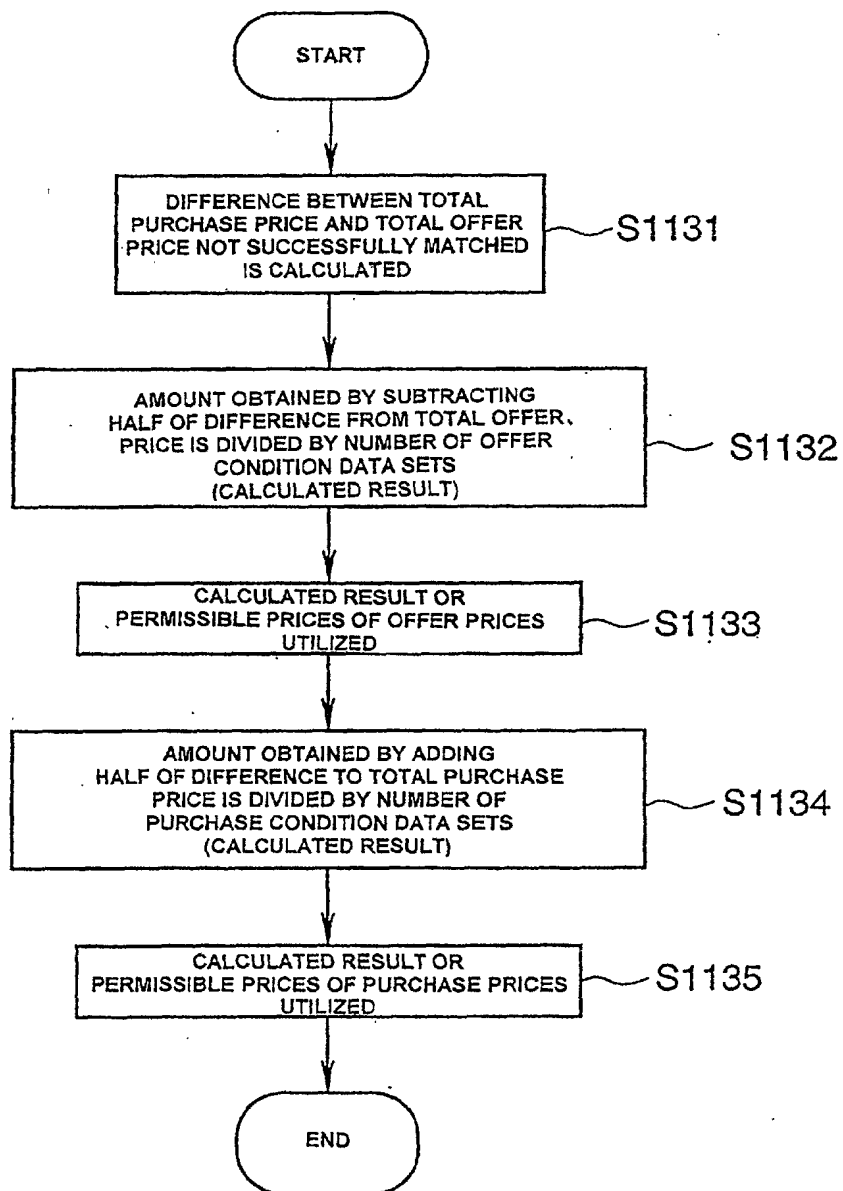 START
DIFFERENCE BETWEEN TOTAL
PURCHASE PRICE AND TOTAL OFFER
PRICE NOT SUCCESSFULLY MATCHED
IS CALCULATED
S1131
AMOUNT OBTAINED BY SUBTRACTING
HALF OF DIFFERENCE FROM TOTAL OFFER
PRICE IS DIVIDED BY NUMBER OF OFFER
CONDITION DATA SETS
(CALCULATED RESULT)
S1132
CALCULATED RESULT OR
PERMISSIBLE PRICES OF OFFER PRICES
UTILIZED
S1133
AMOUNT OBTAINED BY ADDING
HALF OF DIFFERENCE TO TOTAL PURCHASE
PRICE IS DIVIDED BY NUMBER OF
PURCHASE CONDITION DATA SETS
(CALCULATED RESULT)
S1134
CALCULATED RESULT OR
PERMISSIBLE PRICES OF PURCHASE PRICES
UTILIZED
S1135
END